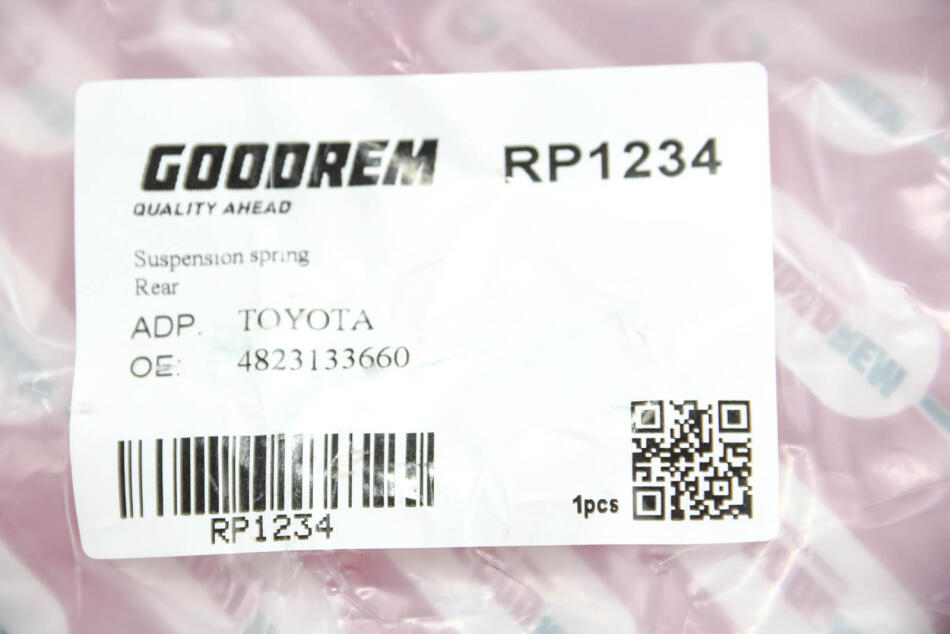 GOODREM RP1234
QUALITY AHEAD
Suspension spring
Rear
ADP. TOYOTA
OE: 4823133660
1pcs
RP1234